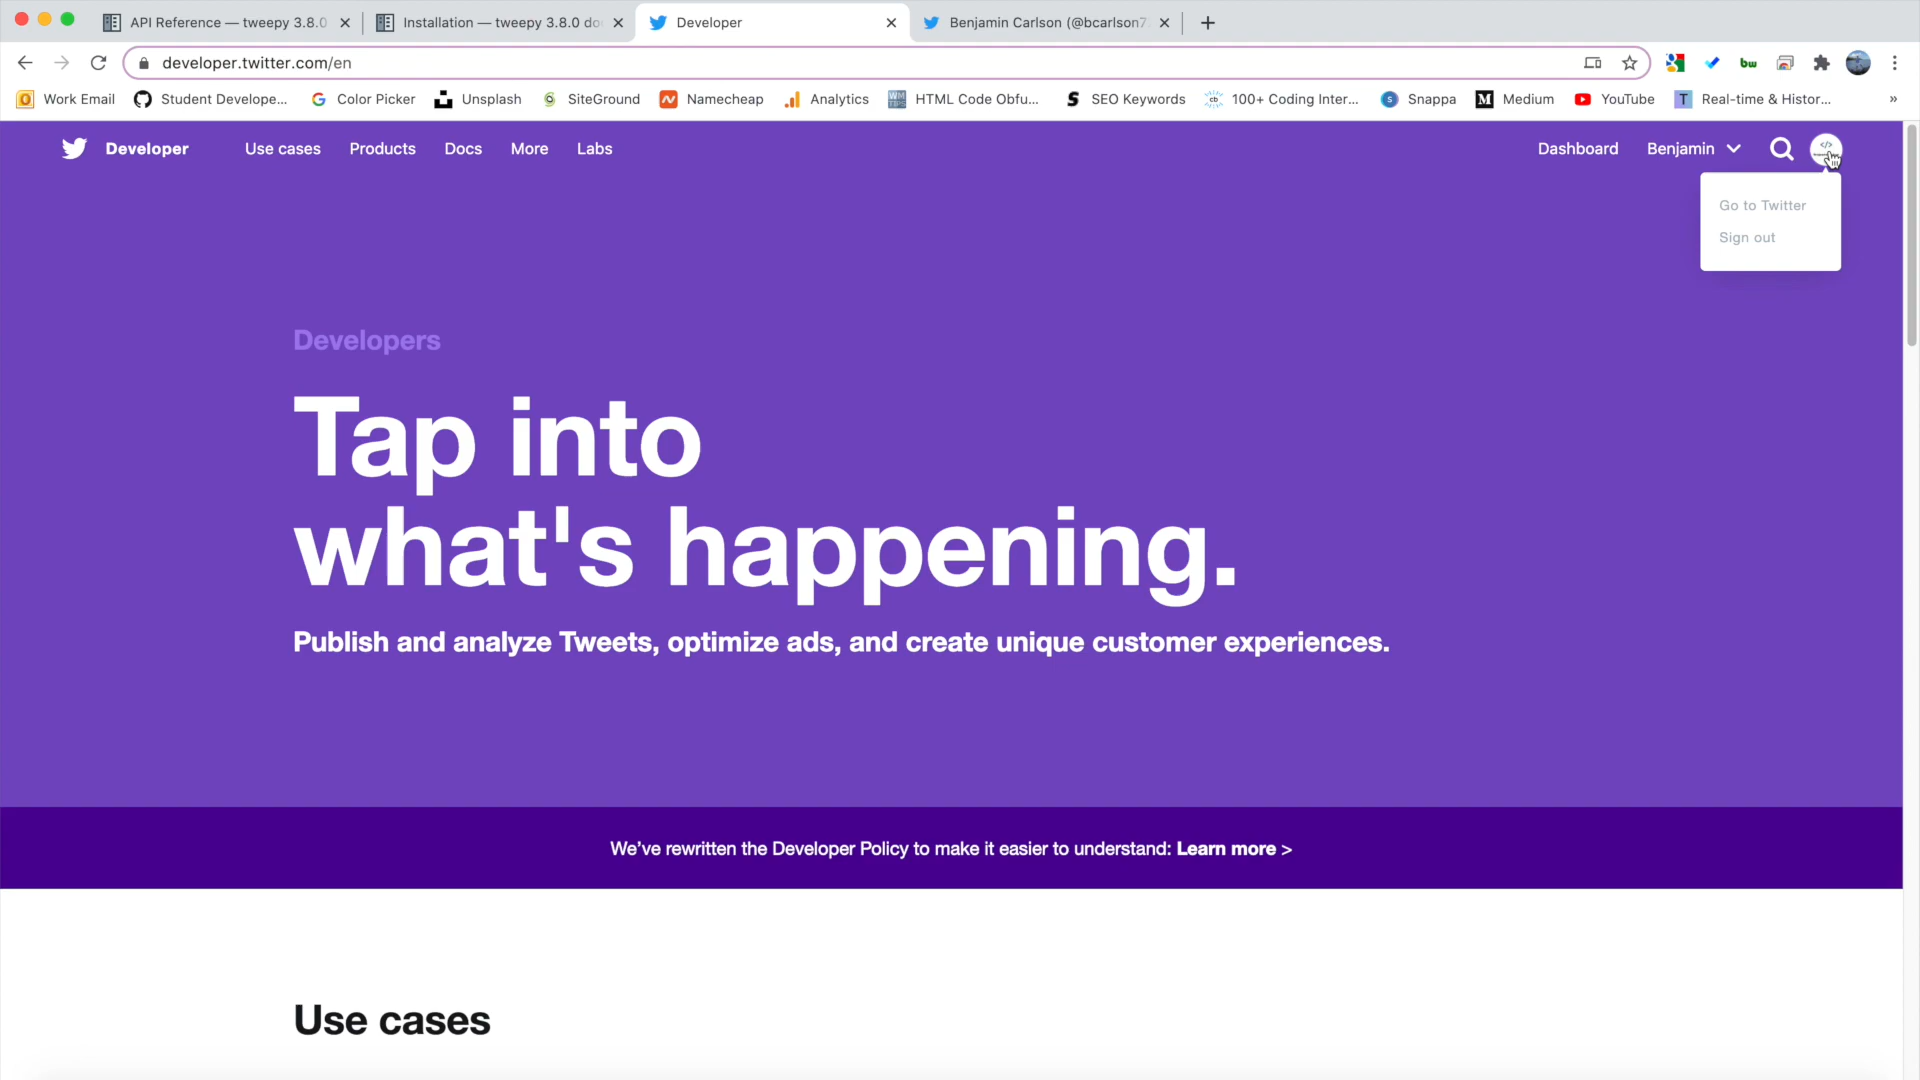 API Reference — tweepy 3.8.0
Installation — tweepy 3.8.0 do
Developer
Benjamin Carlson (@bcarlson7
developer.twitter.com/en
bw
Work Email
Student Develope...
Color Picker
Unsplash
SiteGround
Namecheap
Analytics
HTML Code Obfu...
SEO Keywords
100+ Coding Inter...
Snappa
Medium
YouTube
Real-time & Histor...
Developer
Use cases
Products
Docs
More
Labs
Dashboard
Benjamin
Go to Twitter
Sign out
Developers
Tap into
what's happening.
Publish and analyze Tweets, optimize ads, and create unique customer experiences.
We’ve rewritten the Developer Policy to make it easier to understand: Learn more >
Use cases